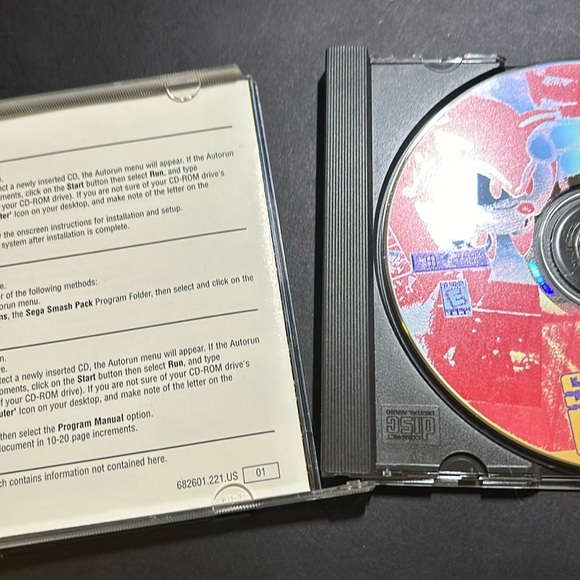 n.
e.
ect a newly inserted CD, the Autorun menu will appear. If the Autorun
ments, click on the Start button then select Run, and type
your CD-ROM drive). If you are not sure of your CD-ROM drive's
uter' Icon on your desktop, and make note of the letter on the
the onscreen instructions for installation and setup.
system after installation is complete.
e.
r of the following methods:
orun menu.
ns, the Sega Smash Pack Program Folder, then select and click on the
n.
e.
tect a newly inserted CD, the Autorun menu will appear. If the Autorun
oments, click on the Start button then select Run, and type
f your CD-ROM drive). If you are not sure of your CD-ROM drive's
uter' Icon on your desktop, and make note of the letter on the
then select the Program Manual option.
ocument in 10-20 page increments.
ch contains information not contained here.
682601.221.US 01
COMPACT
disc
DIGITAL AUDIO
E